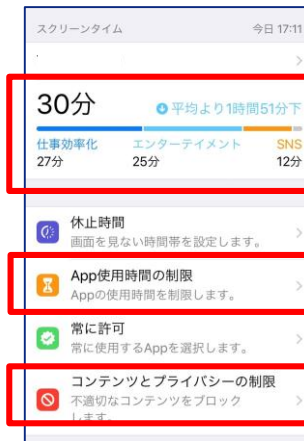 スクリーンタイム 今日 17:11
30分 平均より1時間51分下
仕事効率化 エンターテイメント SNS
27分 25分 12分
休止時間
画面を見ない時間帯を設定します。
App使用時間の制限
Appの使用時間を制限します。
常に許可
常に使用するAppを選択します。
コンテンツとプライバシーの制限
不適切なコンテンツをブロック
します。